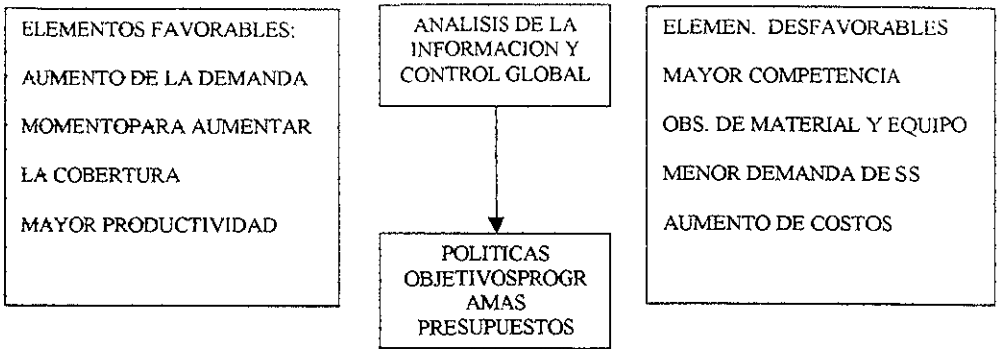 ELEMENTOS FAVORABLES:
AUMENTO DE LA DEMANDA
MOMENTOPARA AUMENTAR
LA COBERTURA
MAYOR PRODUCTIVIDAD
ANALISIS DE LA
INFORMACION Y
CONTROL GLOBAL
POLITICAS
OBJETIVOSPROGR
AMAS
PRESUPUESTOS
ELEMEN. DESFAVORABLES
MAYOR COMPETENCIA
OBS. DE MATERIAL Y EQUIPO
MENOR DEMANDA DE SS
AUMENTO DE COSTOS